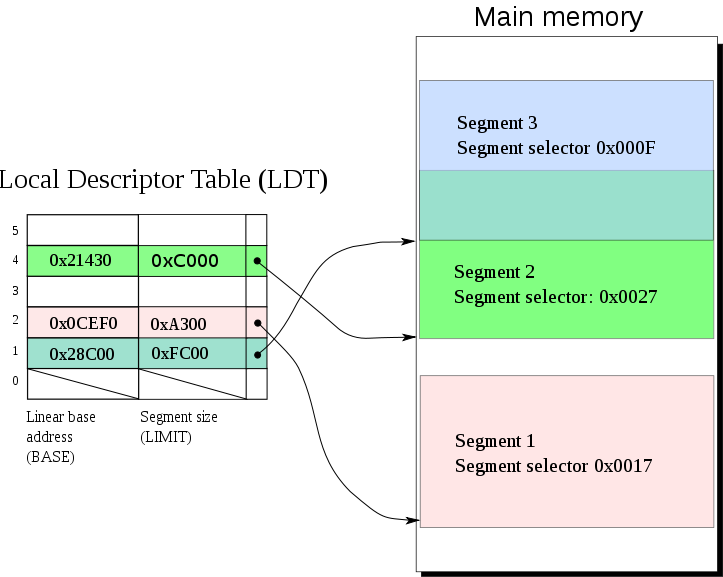 Main memory
Segment 3
Segment selector 0x000F
Local Descriptor Table (LDT)
5
4 0x21430 0xC000
3
2 0x0CEF0 0xA300
1 0x28C00 0xFC00
0
Linear base
address
(BASE)
Segment size
(LIMIT)
Segment 2
Segment selector: 0x0027
Segment 1
Segment selector 0x0017